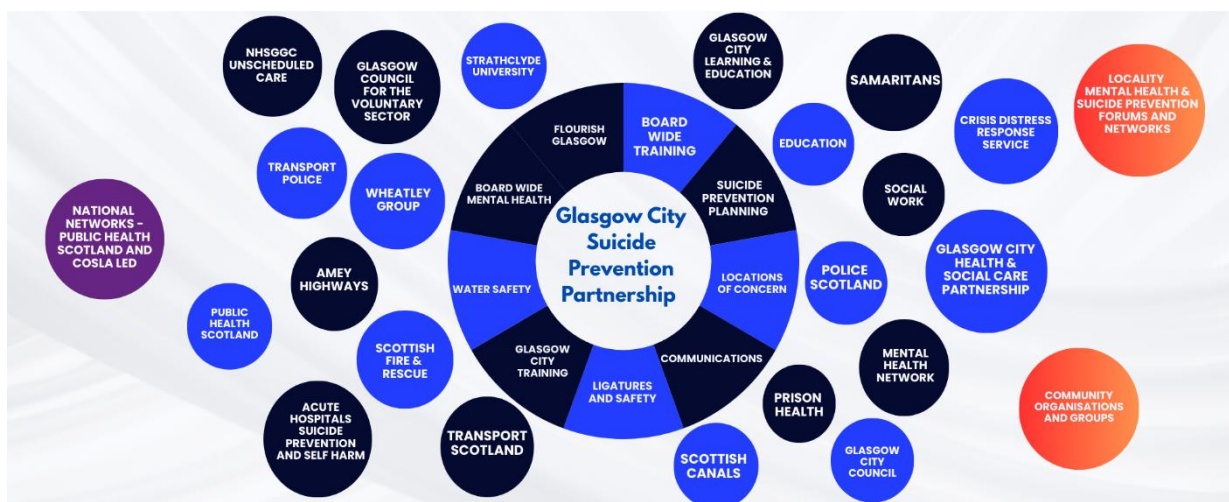 NHSGGC
UNSCHEDULED
CARE
GLASGOW
COUNCIL
FOR THE
VOLUNTARY
SECTOR
STRATHCLYDE
UNIVERSITY
GLASGOW
CITY
LEARNING &
EDUCATION
SAMARITANS
LOCALITY
MENTAL HEALTH &
SUICIDE PREVENTION
FORUMS AND
NETWORKS
TRANSPORT
POLICE
WHEATLEY
GROUP
EDUCATION
CRISIS DISTRESS
RESPONSE
SERVICE
SOCIAL
WORK
NATIONAL
NETWORKS -
PUBLIC HEALTH
SCOTLAND AND
COSLA LED
AMEY
HIGHWAYS
PUBLIC
HEALTH
SCOTLAND
SCOTTISH
FIRE &
RESCUE
ACUTE
HOSPITALS
SUICIDE
PREVENTION
AND SELF HARM
TRANSPORT
SCOTLAND
FLOURISH
GLASGOW
BOARD
WIDE
TRAINING
BOARD WIDE
MENTAL HEALTH
SUICIDE
PREVENTION
PLANNING
Glasgow City
Suicide
Prevention
Partnership
WATER SAFETY
LOCATIONS
OF CONCERN
GLASGOW
CITY
TRAINING
LIGATURES
AND SAFETY
COMMUNICATIONS
POLICE
SCOTLAND
GLASGOW CITY
HEALTH &
SOCIAL CARE
PARTNERSHIP
MENTAL
HEALTH
NETWORK
PRISON
HEALTH
SCOTTISH
CANALS
GLASGOW
CITY
COUNCIL
COMMUNITY
ORGANISATIONS
AND GROUPS